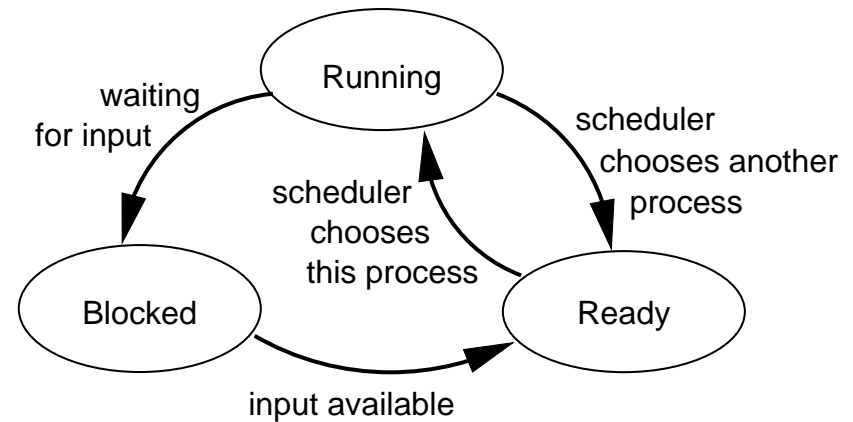 Running
waiting
for input
scheduler
chooses another
process
scheduler
chooses
this process
Blocked
Ready
input available